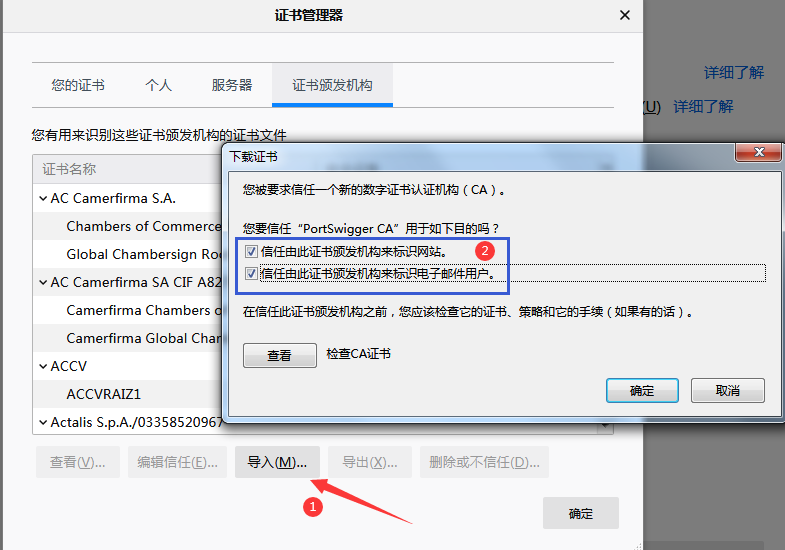 证书管理器
详细了解
您的证书 个人 服务器 证书颁发机构
(U) 详细了解
您有用来识别这些证书颁发机构的证书文件
证书名称
AC Camerfirma S.A.
Chambers of Commerce
Global Chambersign Roo
AC Camerfirma SA CIF A82
Camerfirma Chambers o
Camerfirma Global Char
ACCV
ACCVRAIZ1
Actalis S.p.A./03358520967
下载证书
您被要求信任一个新的数字证书认证机构（CA）。
您要信任“PortSwigger CA”用于如下目的吗？
信任由此证书颁发机构来标识网站。
2
信任由此证书颁发机构来标识电子邮件用户。
在信任此证书颁发机构之前，您应该检查它的证书、策略和它的手续（如果有的话）。
查看 检查CA证书
确定 取消
查看(V)... 编辑信任(E)... 导入(M)... 导出(X)... 删除或不信任(D)...
1
确定